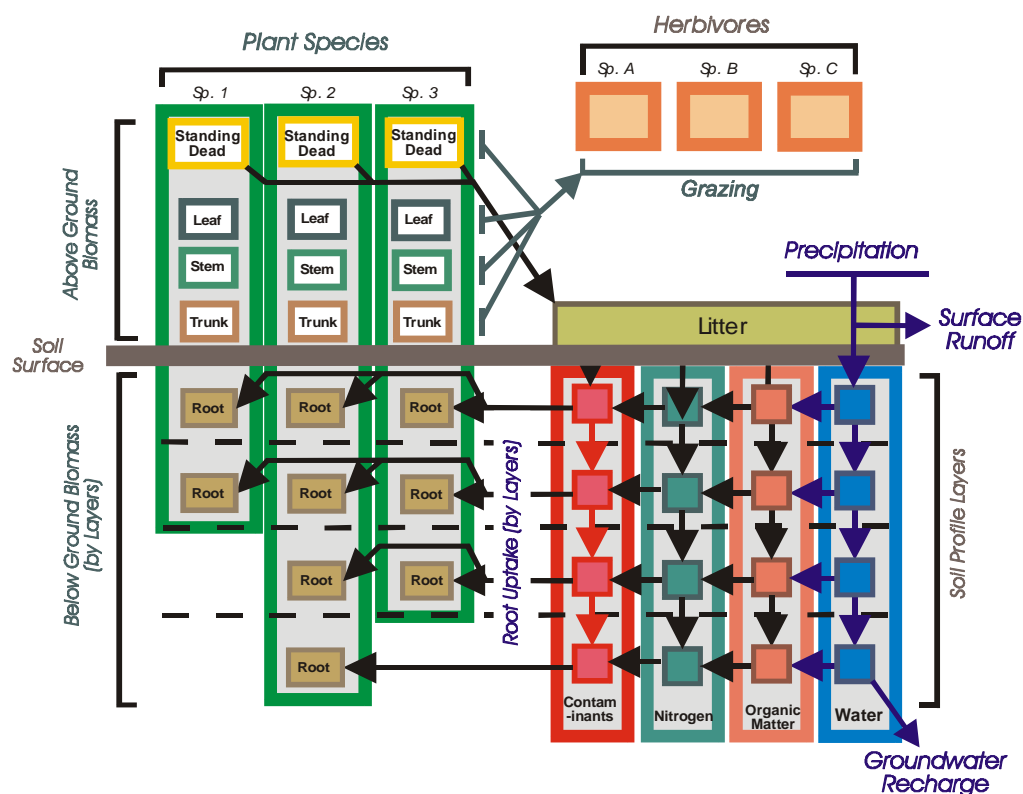 Plant Species
Herbivores
Sp. 1
Sp. 2
Sp. 3
Sp. A
Sp. B
Sp. C
Above Ground
Biomass
Standing
Dead
Standing
Dead
Standing
Dead
Leaf
Leaf
Leaf
Stem
Stem
Stem
Trunk
Trunk
Trunk
Grazing
Precipitation
Surface
Runoff
Litter
Soil
Surface
Below Ground Biomass
(by Layers)
Root
Root
Root
Root
Root
Root
Root
Root
Root
Root Uptake (by Layers)
Soil Profile Layers
Contam
-inants
Nitrogen
Organic
Matter
Water
Groundwater
Recharge